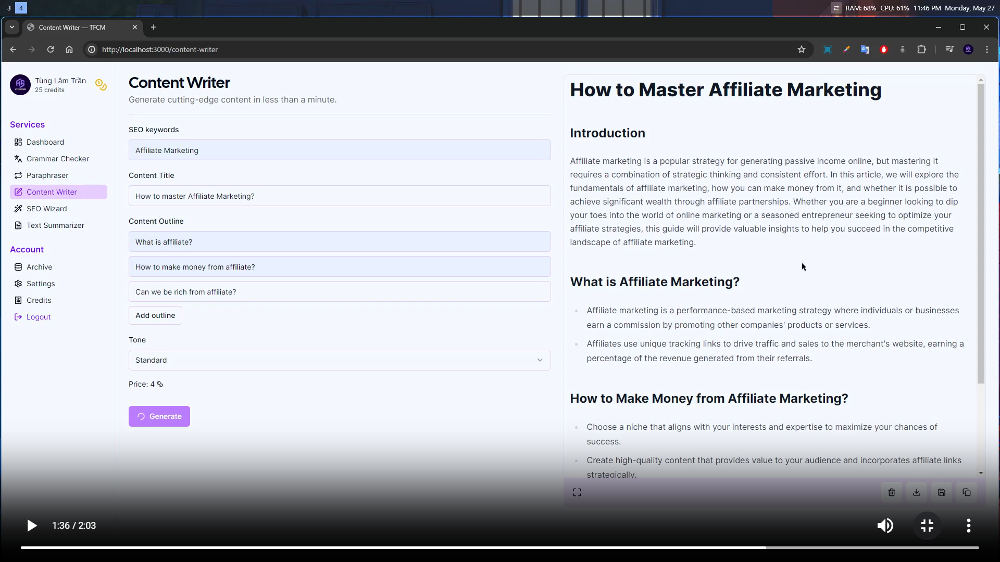 3 4
RAM: 68% CPU: 61% 11:46 PM Monday, May 27
Content Writer — TFCM
http://localhost:3000/content-writer
Tùng Lâm Trần
25 credits
Services
Dashboard
Grammar Checker
Paraphraser
Content Writer
SEO Wizard
Text Summarizer
Account
Archive
Settings
Credits
Logout
Content Writer
Generate cutting-edge content in less than a minute.
SEO keywords
Affiliate Marketing
Content Title
How to master Affiliate Marketing?
Content Outline
What is affiliate?
How to make money from affiliate?
Can we be rich from affiliate?
Add outline
Tone
Standard
Price: 4
Generate
How to Master Affiliate Marketing
Introduction
Affiliate marketing is a popular strategy for generating passive income online, but mastering it
requires a combination of strategic thinking and consistent effort. In this article, we will explore the
fundamentals of affiliate marketing, how you can make money from it, and whether it is possible to
achieve significant wealth through affiliate partnerships. Whether you are a beginner looking to dip
your toes into the world of online marketing or a seasoned entrepreneur seeking to optimize your
affiliate strategies, this guide will provide valuable insights to help you succeed in the competitive
landscape of affiliate marketing.
What is Affiliate Marketing?
Affiliate marketing is a performance-based marketing strategy where individuals or businesses
earn a commission by promoting other companies' products or services.
Affiliates use unique tracking links to drive traffic and sales to the merchant's website, earning a
percentage of the revenue generated from their referrals.
How to Make Money from Affiliate Marketing?
Choose a niche that aligns with your interests and expertise to maximize your chances of
success.
Create high-quality content that provides value to your audience and incorporates affiliate links
strategically.
1:36 / 2:03